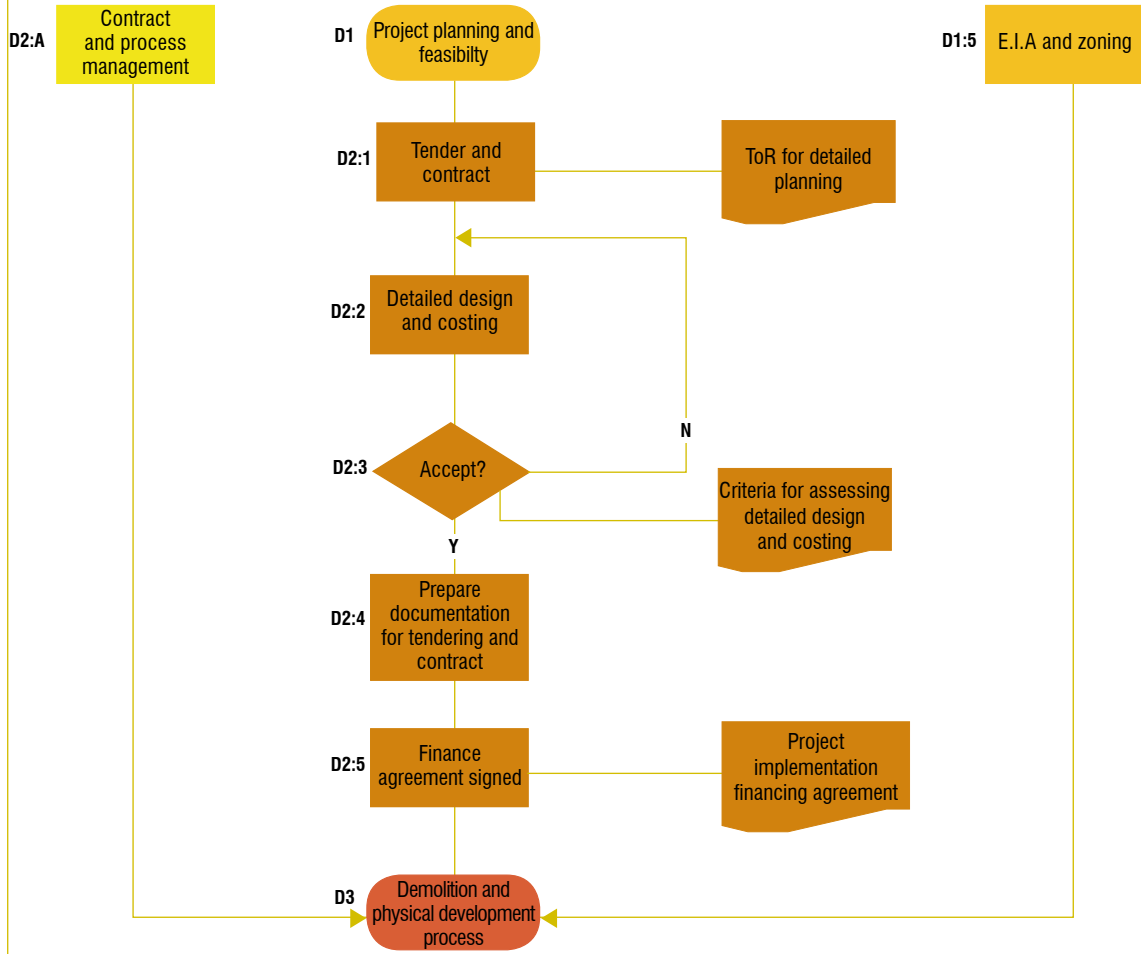 D2:A
Contract
and process
management
D1
Project planning and
feasibilty
D1:5
E.I.A and zoning
D2:1
Tender and
contract
ToR for detailed
planning
D2:2
Detailed design
and costing
N
D2:3
Accept?
Criteria for assessing
detailed design
and costing
Y
D2:4
Prepare
documentation
for tendering and
contract
D2:5
Finance
agreement signed
Project
implementation
financing agreement
D3
Demolition and
physical development
process